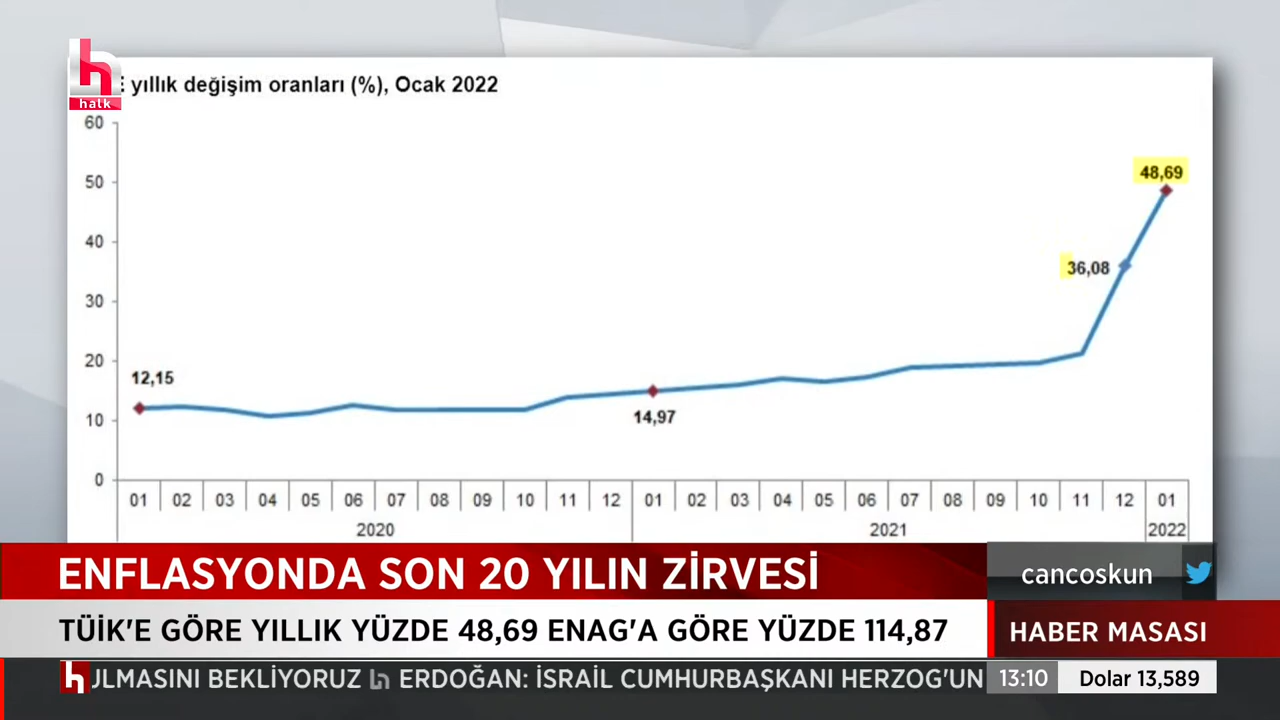 halk
yıllık değişim oranları (%), Ocak 2022
60
50
40
30
20
10
0
12,15
14,97
36,08
48,69
01 02 03 04 05 06 07 08 09 10 11 12 01 02 03 04 05 06 07 08 09 10 11 12 01
2020 2021 2022
ENFLASYONDA SON 20 YILIN ZİRVESİ
cancoskun
TÜİK'E GÖRE YILLIK YÜZDE 48,69 ENAG'A GÖRE YÜZDE 114,87
HABER MASASI
ULMASINI BEKLİYORUZ ERDOĞAN: İSRAİL CUMHURBAŞKANI HERZOG'UN
13:10
Dolar 13,589